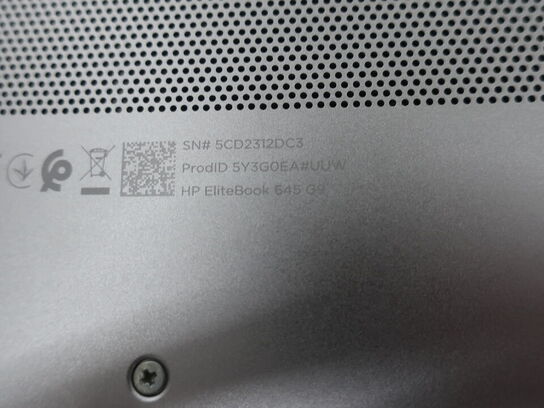 SN# 5CD2312DC3
ProdID 5Y3G0EA#UUW
HP EliteBook 645 G9